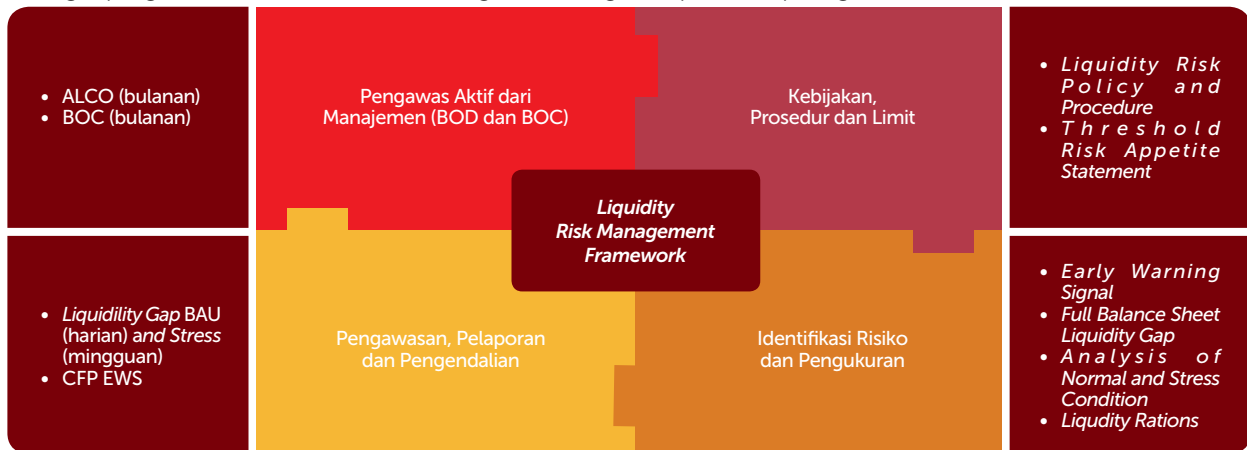 • ALCO (bulanan)
• BOC (bulanan)
Pengawas Aktif dari
Manajemen (BOD dan BOC)
Kebijakan,
Prosedur dan Limit
• Liquidity Risk
Policy and
Procedure
• Threshold
Risk Appetite
Statement
Liquidity
Risk Management
Framework
• Liquidility Gap BAU
(harian) and Stress
(mingguan)
• CFP EWS
Pengawasan, Pelaporan
dan Pengendalian
Identifikasi Risiko
dan Pengukuran
• Early Warning
Signal
• Full Balance Sheet
Liquidity Gap
• Analysis of
Normal and Stress
Condition
• Liqudity Rations